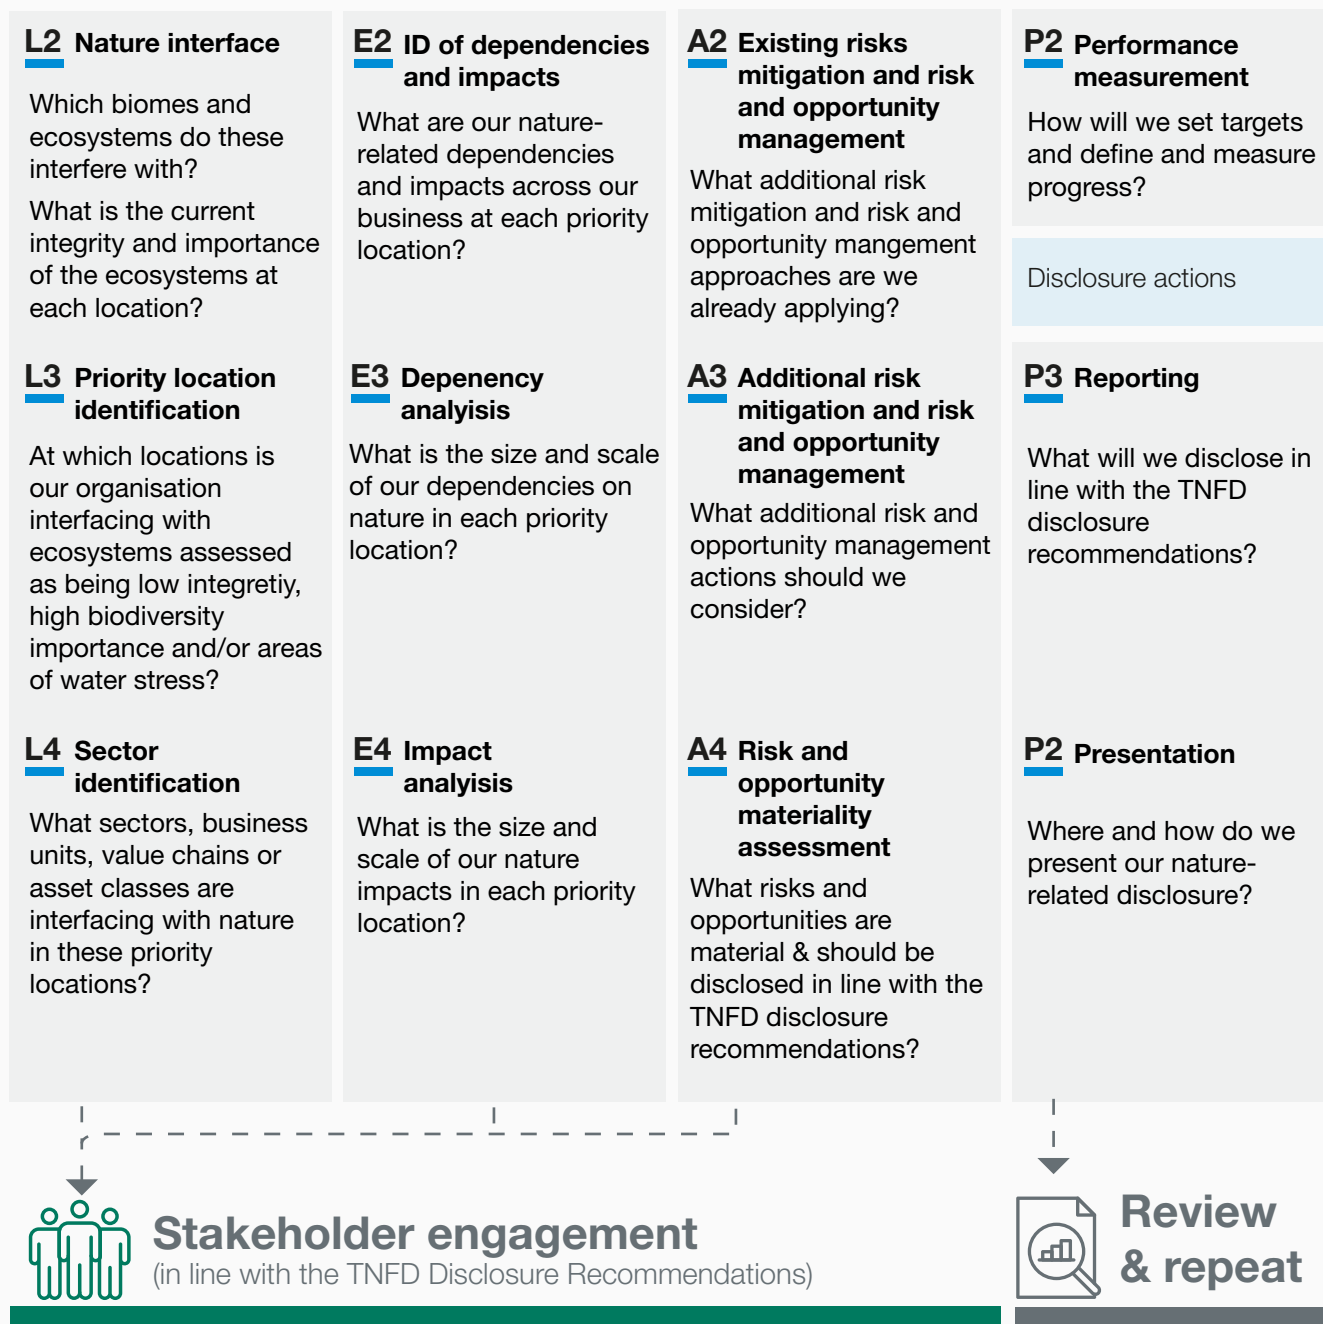 L2 Nature interface
Which biomes and
ecosystems do these
interfere with?
What is the current
integrity and importance
of the ecosystems at
each location?
L3 Priority location
identification
At which locations is
our organisation
interfacing with
ecosystems assessed
as being low integretiy,
high biodiversity
importance and/or areas
of water stress?
L4 Sector
identification
What sectors, business
units, value chains or
asset classes are
interfacing with nature
in these priority
locations?
E2 ID of dependencies
and impacts
What are our nature-
related dependencies
and impacts across our
business at each priority
location?
E3 Depenency
analyisis
What is the size and scale
of our dependencies on
nature in each priority
location?
E4 Impact
analyisis
What is the size and
scale of our nature
impacts in each priority
location?
A2 Existing risks
mitigation and risk
and opportunity
management
What additional risk
mitigation and risk and
opportunity mangement
approaches are we
already applying?
A3 Additional risk
mitigation and risk
and opportunity
management
What additional risk and
opportunity management
actions should we
consider?
A4 Risk and
opportunity
materiality
assessment
What risks and
opportunities are
material & should be
disclosed in line with the
TNFD disclosure
recommendations?
P2 Performance
measurement
How will we set targets
and define and measure
progress?
Disclosure actions
P3 Reporting
What will we disclose in
line with the TNFD
disclosure
recommendations?
P2 Presentation
Where and how do we
present our nature-
related disclosure?
Stakeholder engagement
(in line with the TNFD Disclosure Recommendations)
Review
& repeat